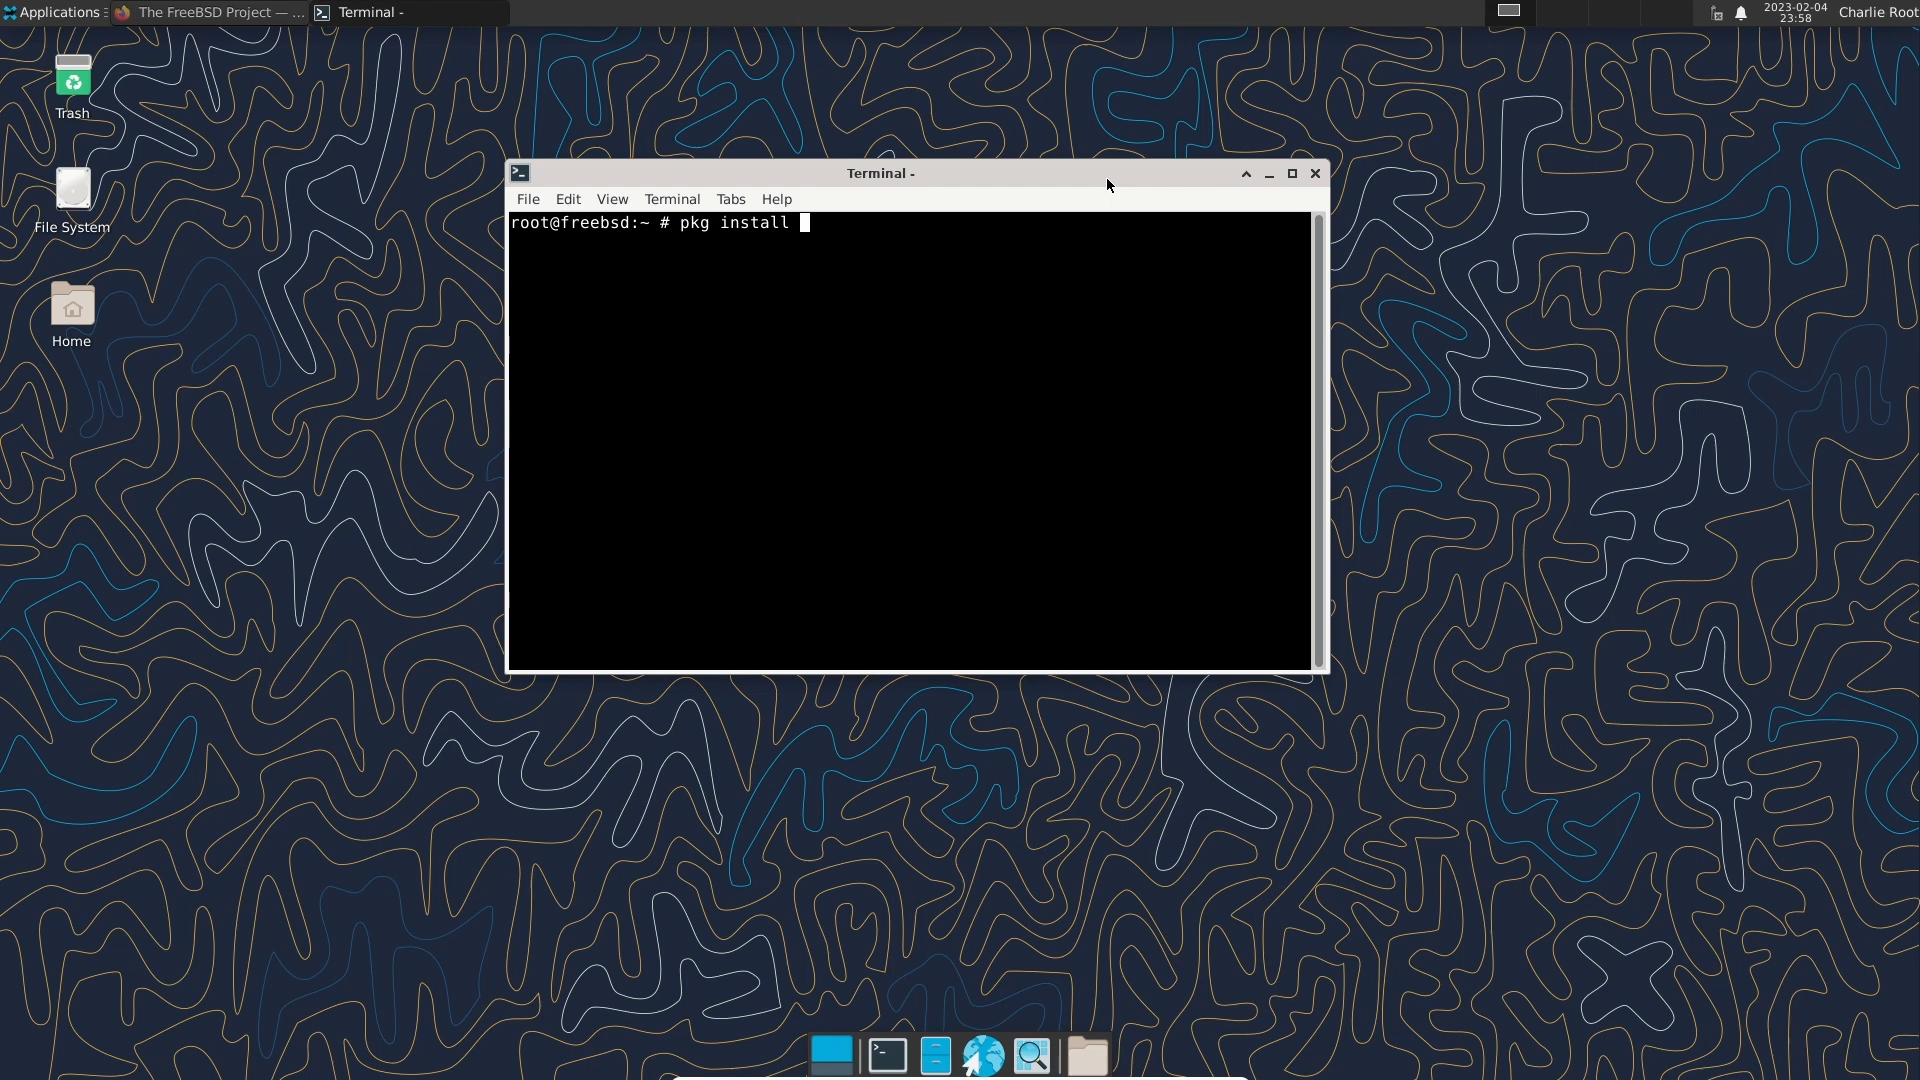 Applications The FreeBSD Project — ... Terminal - 2023-02-04 Charlie Root
23:58
Trash
File System
Home
Terminal -
File Edit View Terminal Tabs Help
root@freebsd:~ # pkg install